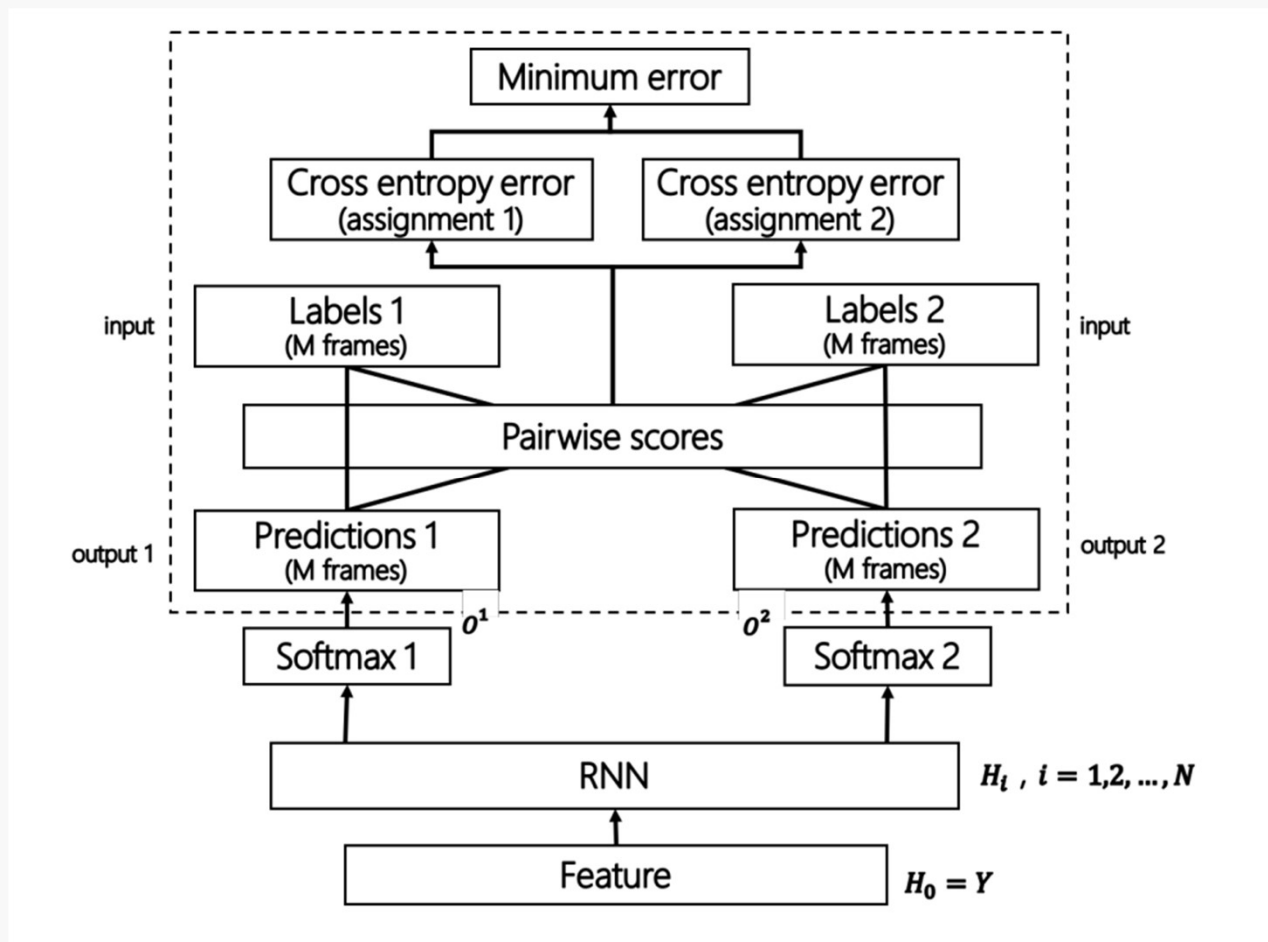 Minimum error
Cross entropy error
(assignment 1)
Cross entropy error
(assignment 2)
input
Labels 1
(M frames)
Labels 2
(M frames)
input
Pairwise scores
output 1
Predictions 1
(M frames)
Predictions 2
(M frames)
output 2
O¹
O²
Softmax 1
Softmax 2
RNN
Hᵢ , i = 1,2, ..., N
Feature
H₀ = Y